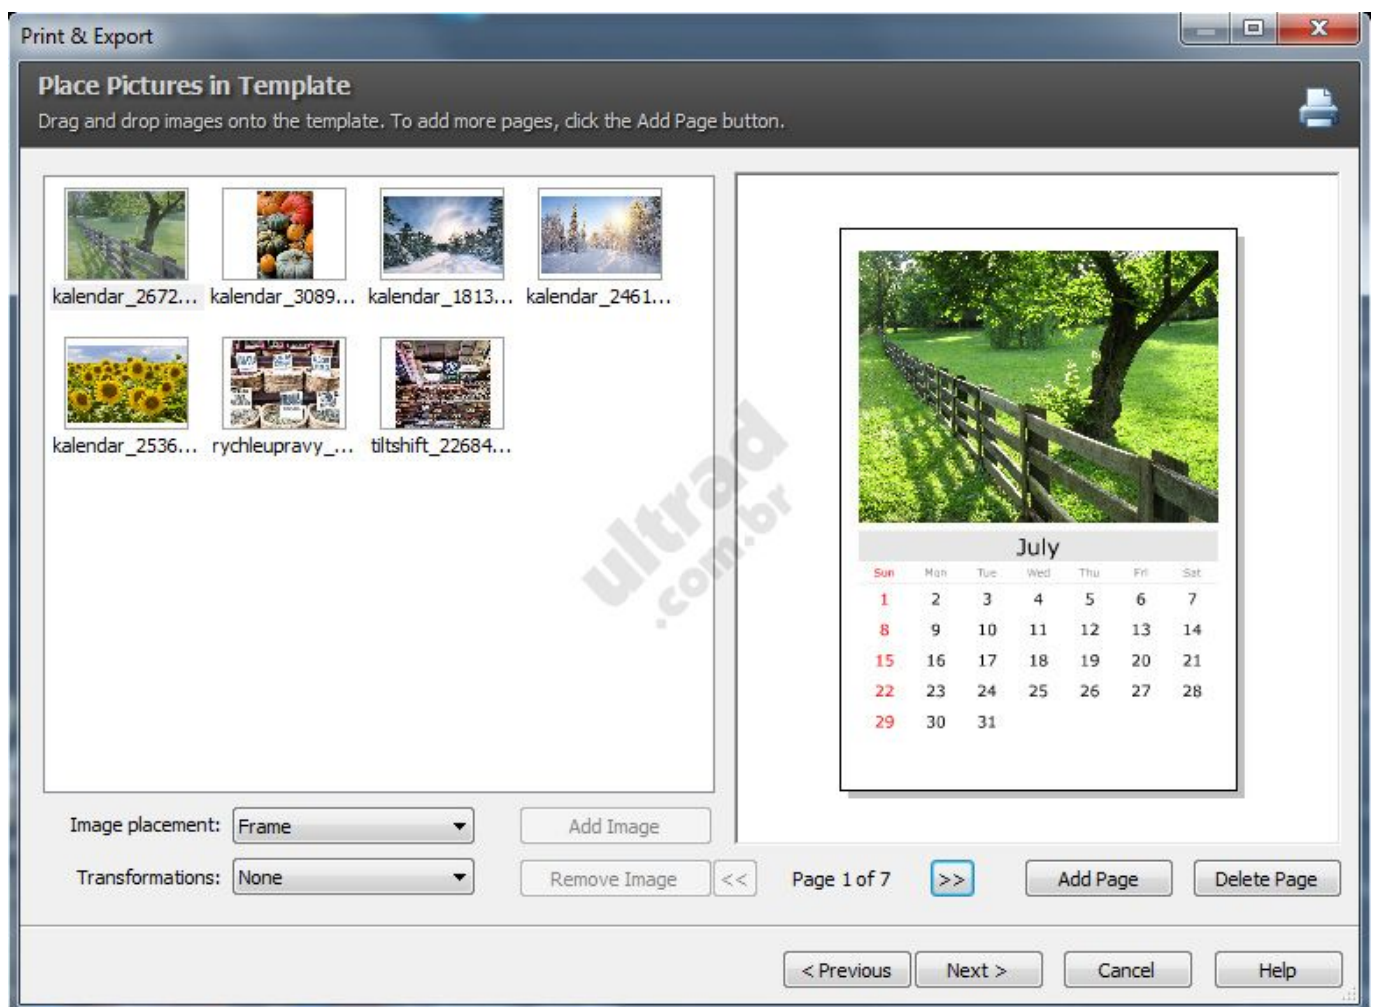 Print & Export
Place Pictures in Template
Drag and drop images onto the template. To add more pages, click the Add Page button.
kalendar_2672... kalendar_3089... kalendar_1813... kalendar_2461...
kalendar_2536... rychleupravy_... tiltshift_22684...
ultrad
.com.br
July
Sun Mon Tue Wed Thu Fri Sat
1 2 3 4 5 6 7
8 9 10 11 12 13 14
15 16 17 18 19 20 21
22 23 24 25 26 27 28
29 30 31
Image placement: Frame Add Image
Transformations: None Remove Image << Page 1 of 7 >> Add Page Delete Page
< Previous Next > Cancel Help